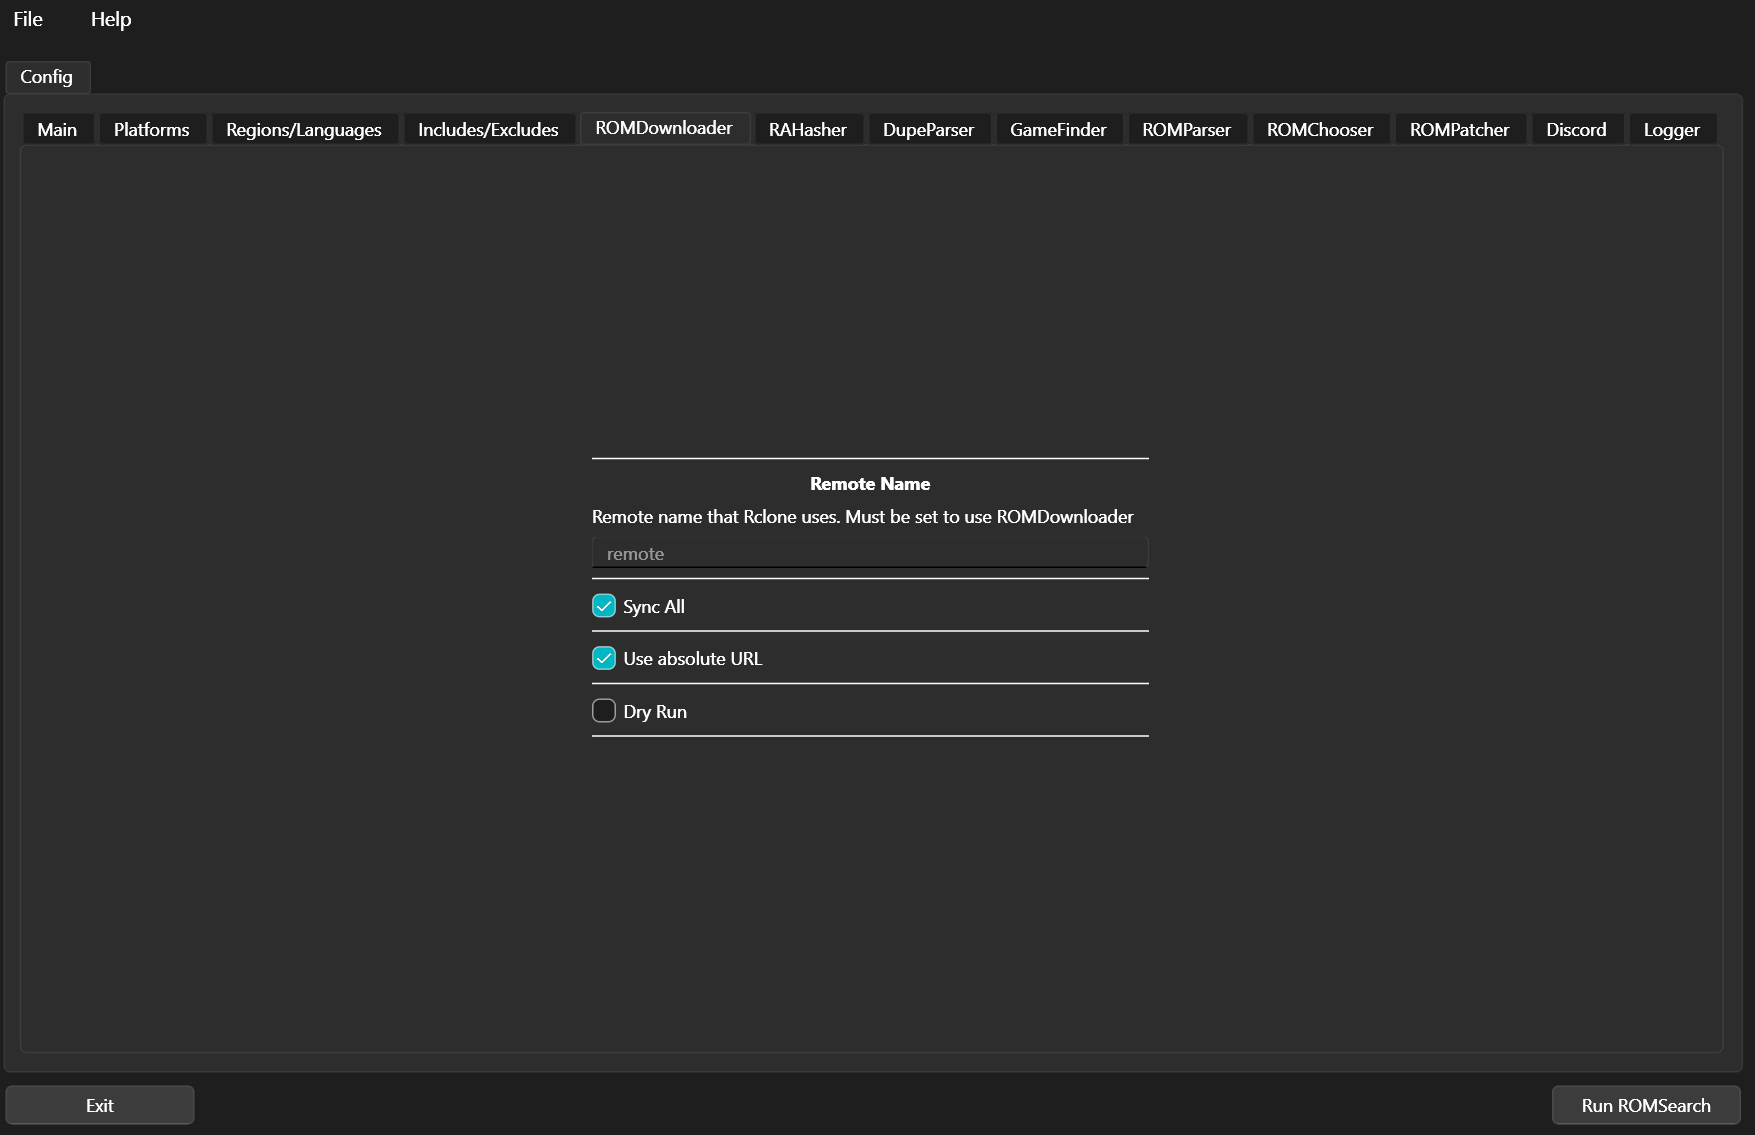 File Help
Config
Main Platforms Regions/Languages Includes/Excludes ROMDownloader RAHasher DupeParser GameFinder ROMParser ROMChooser ROMPatcher Discord Logger
Remote Name
Remote name that Rclone uses. Must be set to use ROMDownloader
remote
Sync All
Use absolute URL
Dry Run
Exit Run ROMSearch